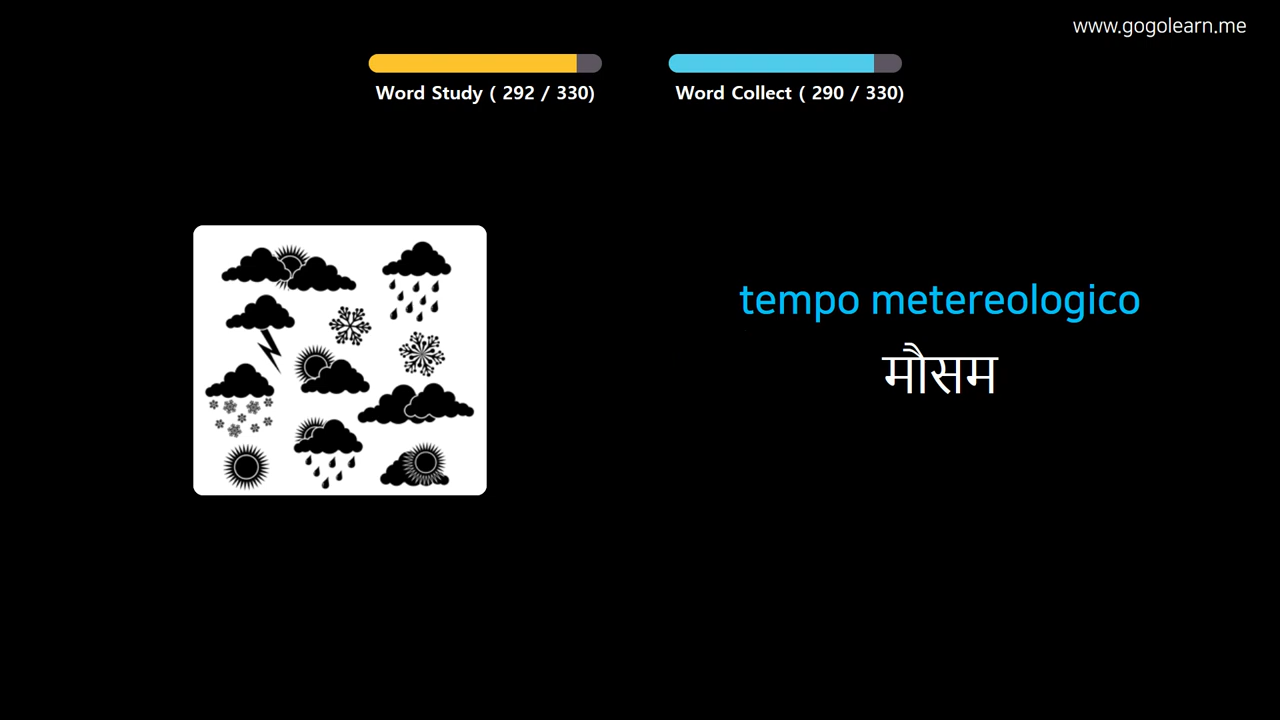 www.gogolearn.me
Word Study ( 292 / 330)
Word Collect ( 290 / 330)
tempo metereologico
मौसम